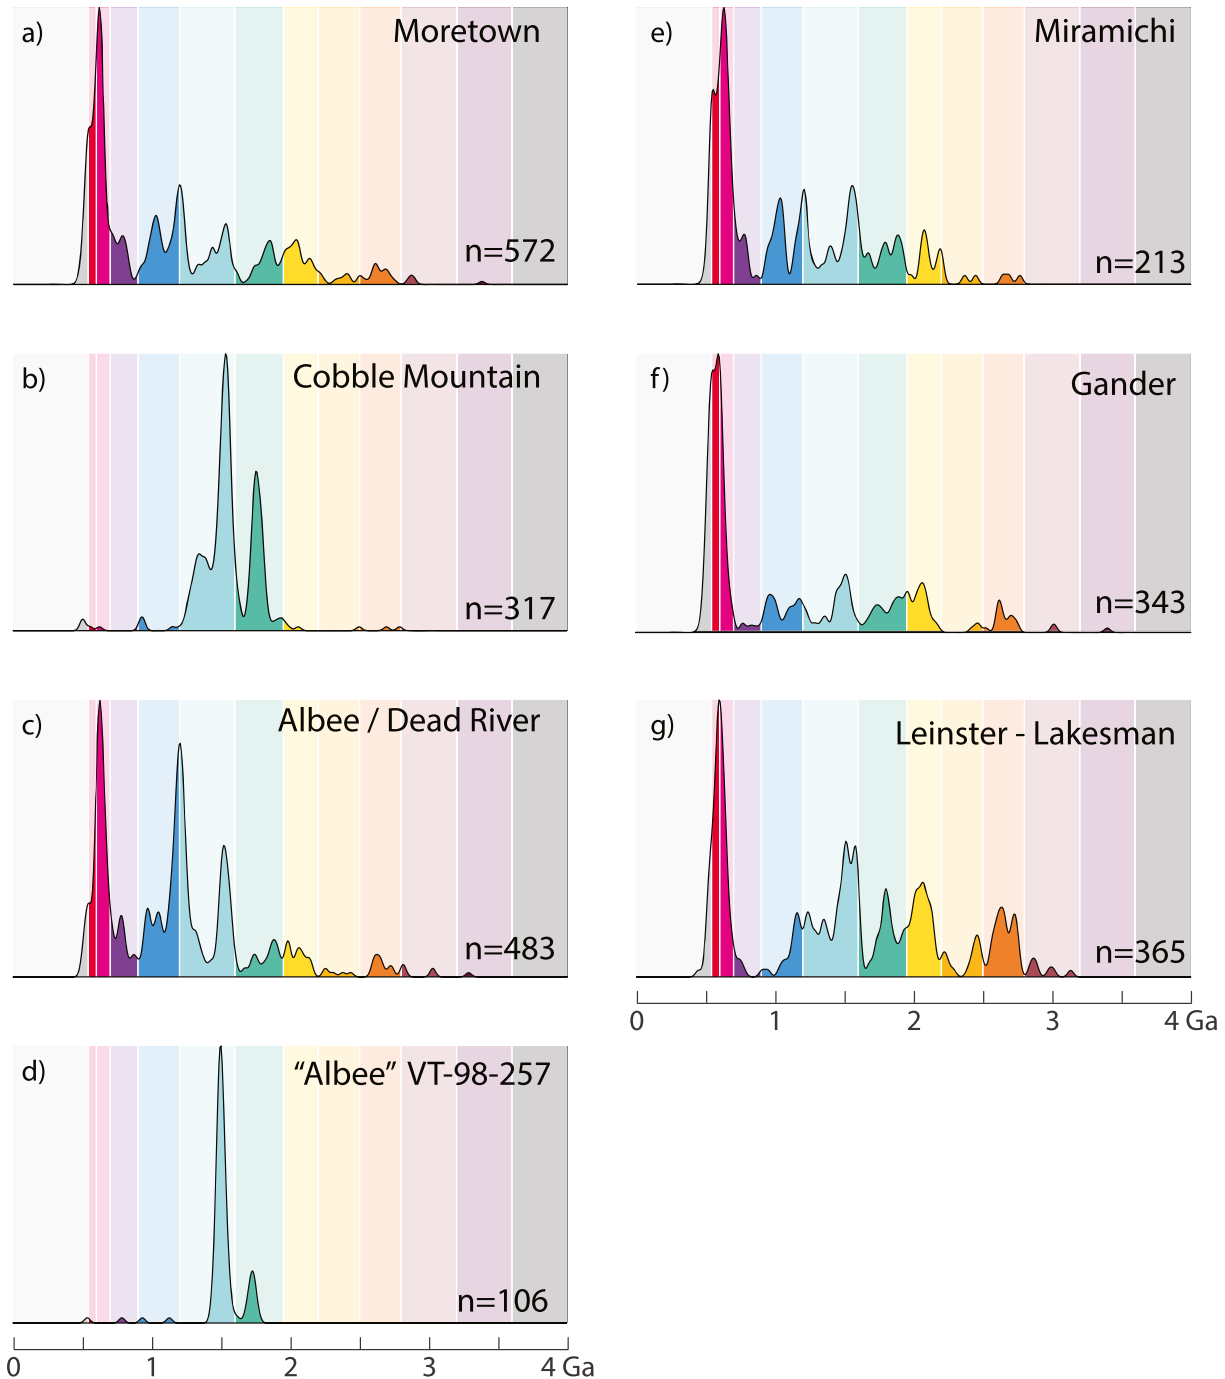 a)
Moretown
n=572
b)
Cobble Mountain
n=317
c)
Albee / Dead River
n=483
d)
“Albee” VT-98-257
n=106
0 1 2 3 4 Ga
e)
Miramichi
n=213
f)
Gander
n=343
g)
Leinster - Lakesman
n=365
0 1 2 3 4 Ga